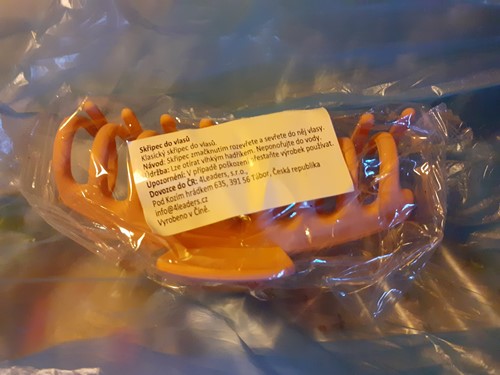 Skřipec do vlasů
Klasický skřipec do vlasů.
Návod: Skřipec zmáčknutím rozevřete a sevřete do něj vlasy.
Údržba: Lze otírat vlhkým hadříkem. Neponořujte do vody.
Upozornění: V případě poškození přestaňte výrobek používat.
Dovozce do ČR: 4Leaders, s.r.o.,
Pod Kozím hrádkem 635, 391 56 Tábor, Česká republika
info@4leaders.cz
Vyrobeno v Číně.